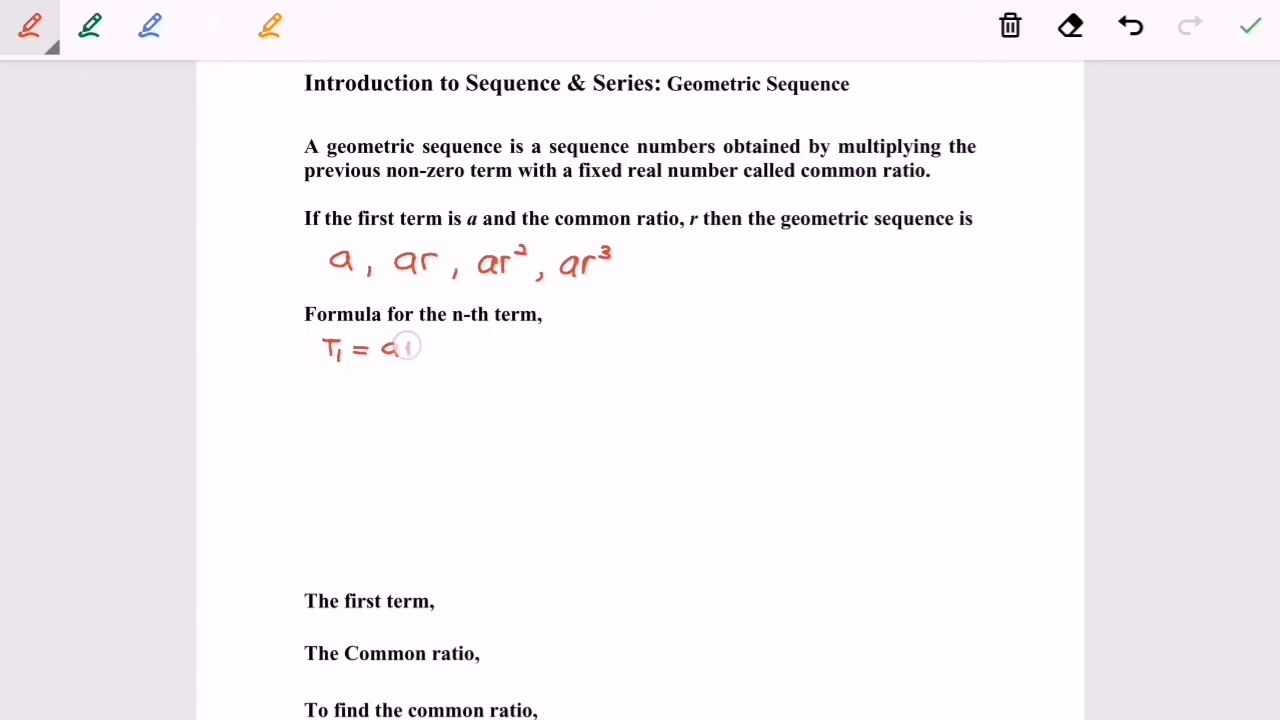 Introduction to Sequence & Series: Geometric Sequence
A geometric sequence is a sequence numbers obtained by multiplying the
previous non-zero term with a fixed real number called common ratio.
If the first term is a and the common ratio, r then the geometric sequence is
a, ar, ar², ar³
Formula for the n-th term,
T₁ = a
The first term,
The Common ratio,
To find the common ratio,